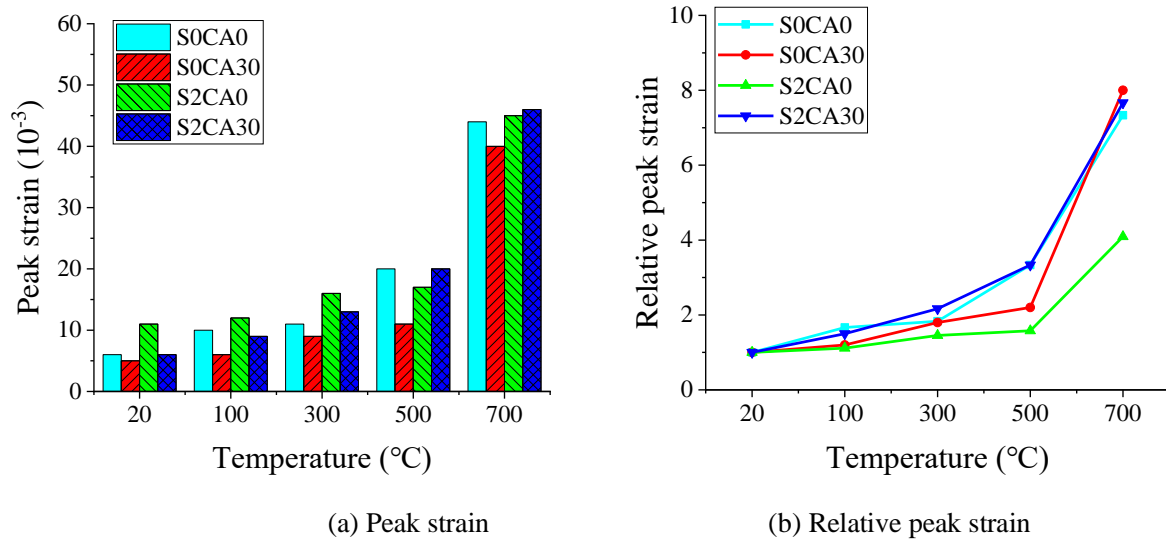 60
50
40
30
20
10
0
Peak strain (10-3)
S0CA0
S0CA30
S2CA0
S2CA30
20 100 300 500 700
Temperature (°C)
(a) Peak strain
10
8
6
4
2
0
Relative peak strain
S0CA0
S0CA30
S2CA0
S2CA30
20 100 300 500 700
Temperature (°C)
(b) Relative peak strain